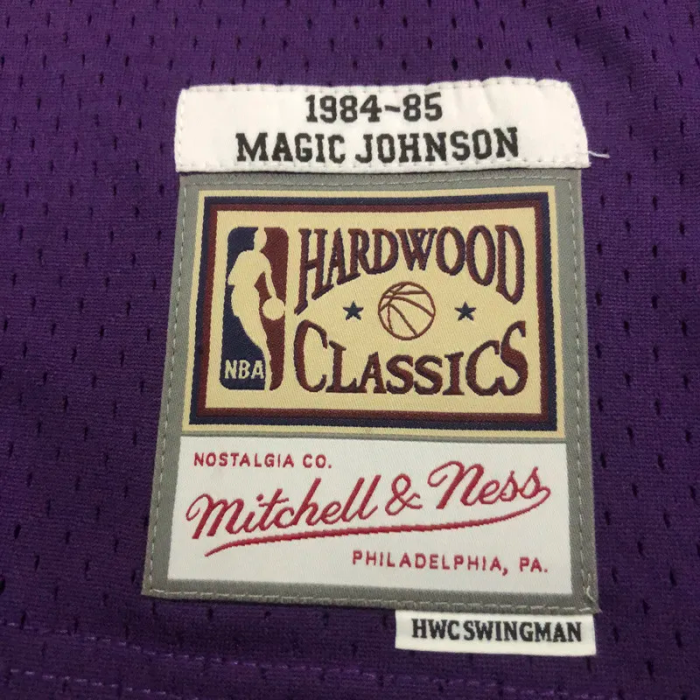 1984-85
MAGIC JOHNSON
HARDWOOD
NBA
CLASSICS
NOSTALGIA CO.
Mitchell & Ness
PHILADELPHIA, PA.
HWC SWINGMAN